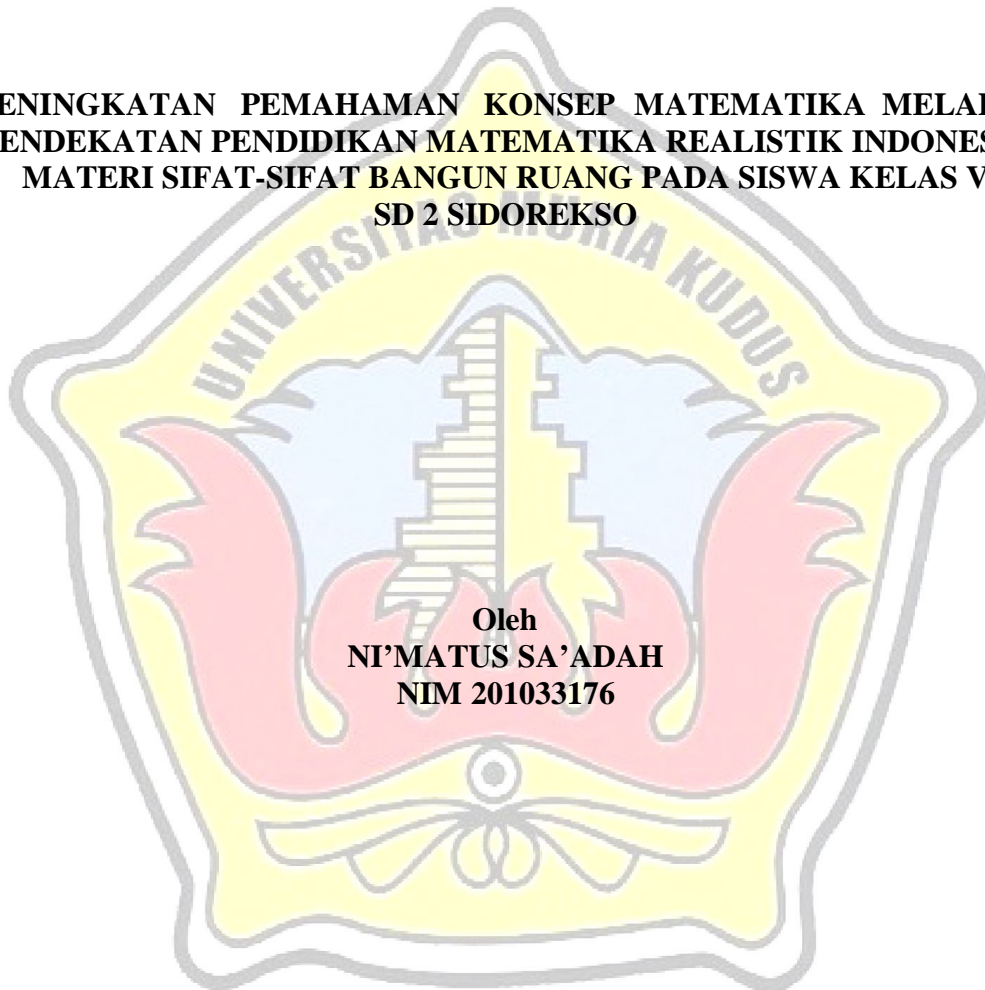 ENINGKATAN PEMAHAMAN KONSEP MATEMATIKA MELA
ENDEKATAN PENDIDIKAN MATEMATIKA REALISTIK INDONES
MATERI SIFAT-SIFAT BANGUN RUANG PADA SISWA KELAS V
SD 2 SIDOREKSO
UNIVERSITAS MURIA KUDUS
Oleh
NI’MATUS SA’ADAH
NIM 201033176